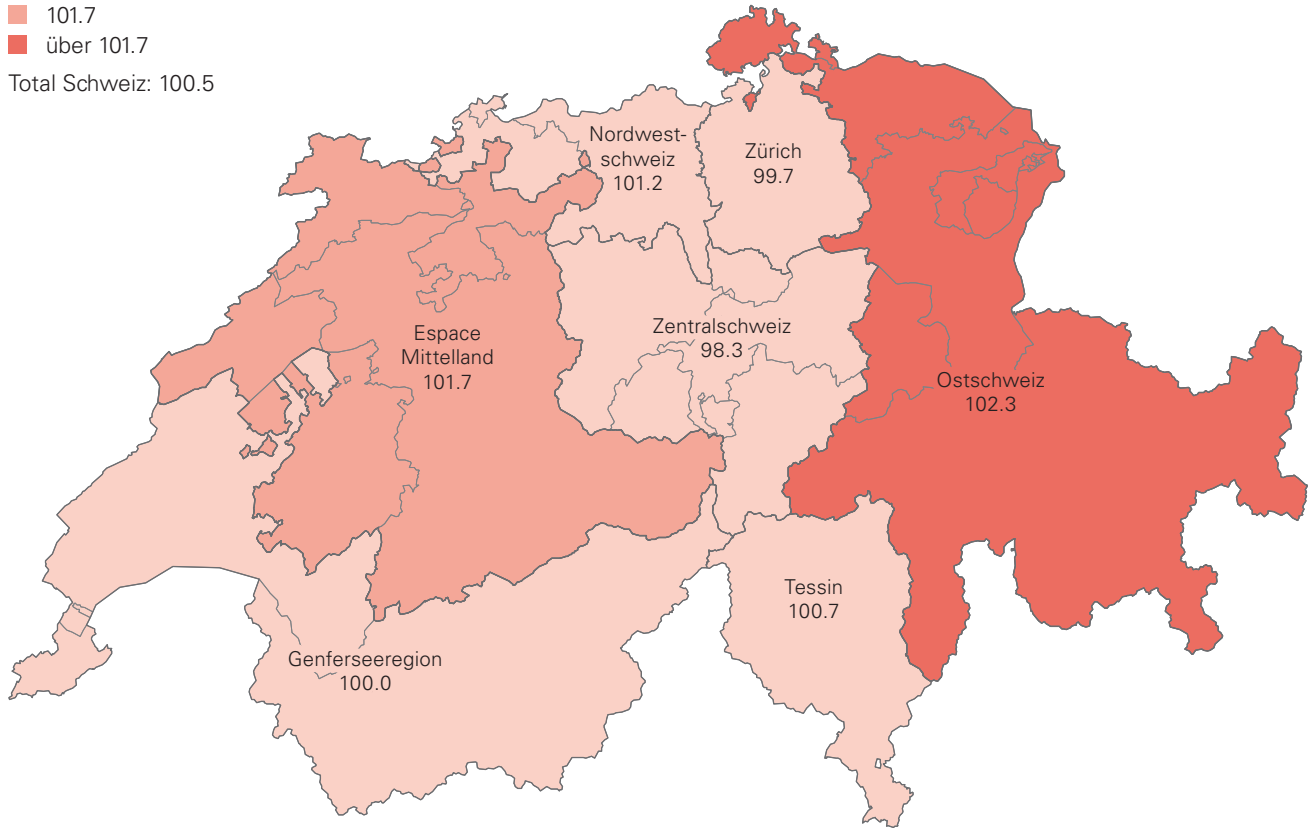 101.7
über 101.7
Total Schweiz: 100.5
Nordwest-
schweiz
101.2
Zürich
99.7
Espace
Mittelland
101.7
Zentralschweiz
98.3
Ostschweiz
102.3
Tessin
100.7
Genferseeregion
100.0